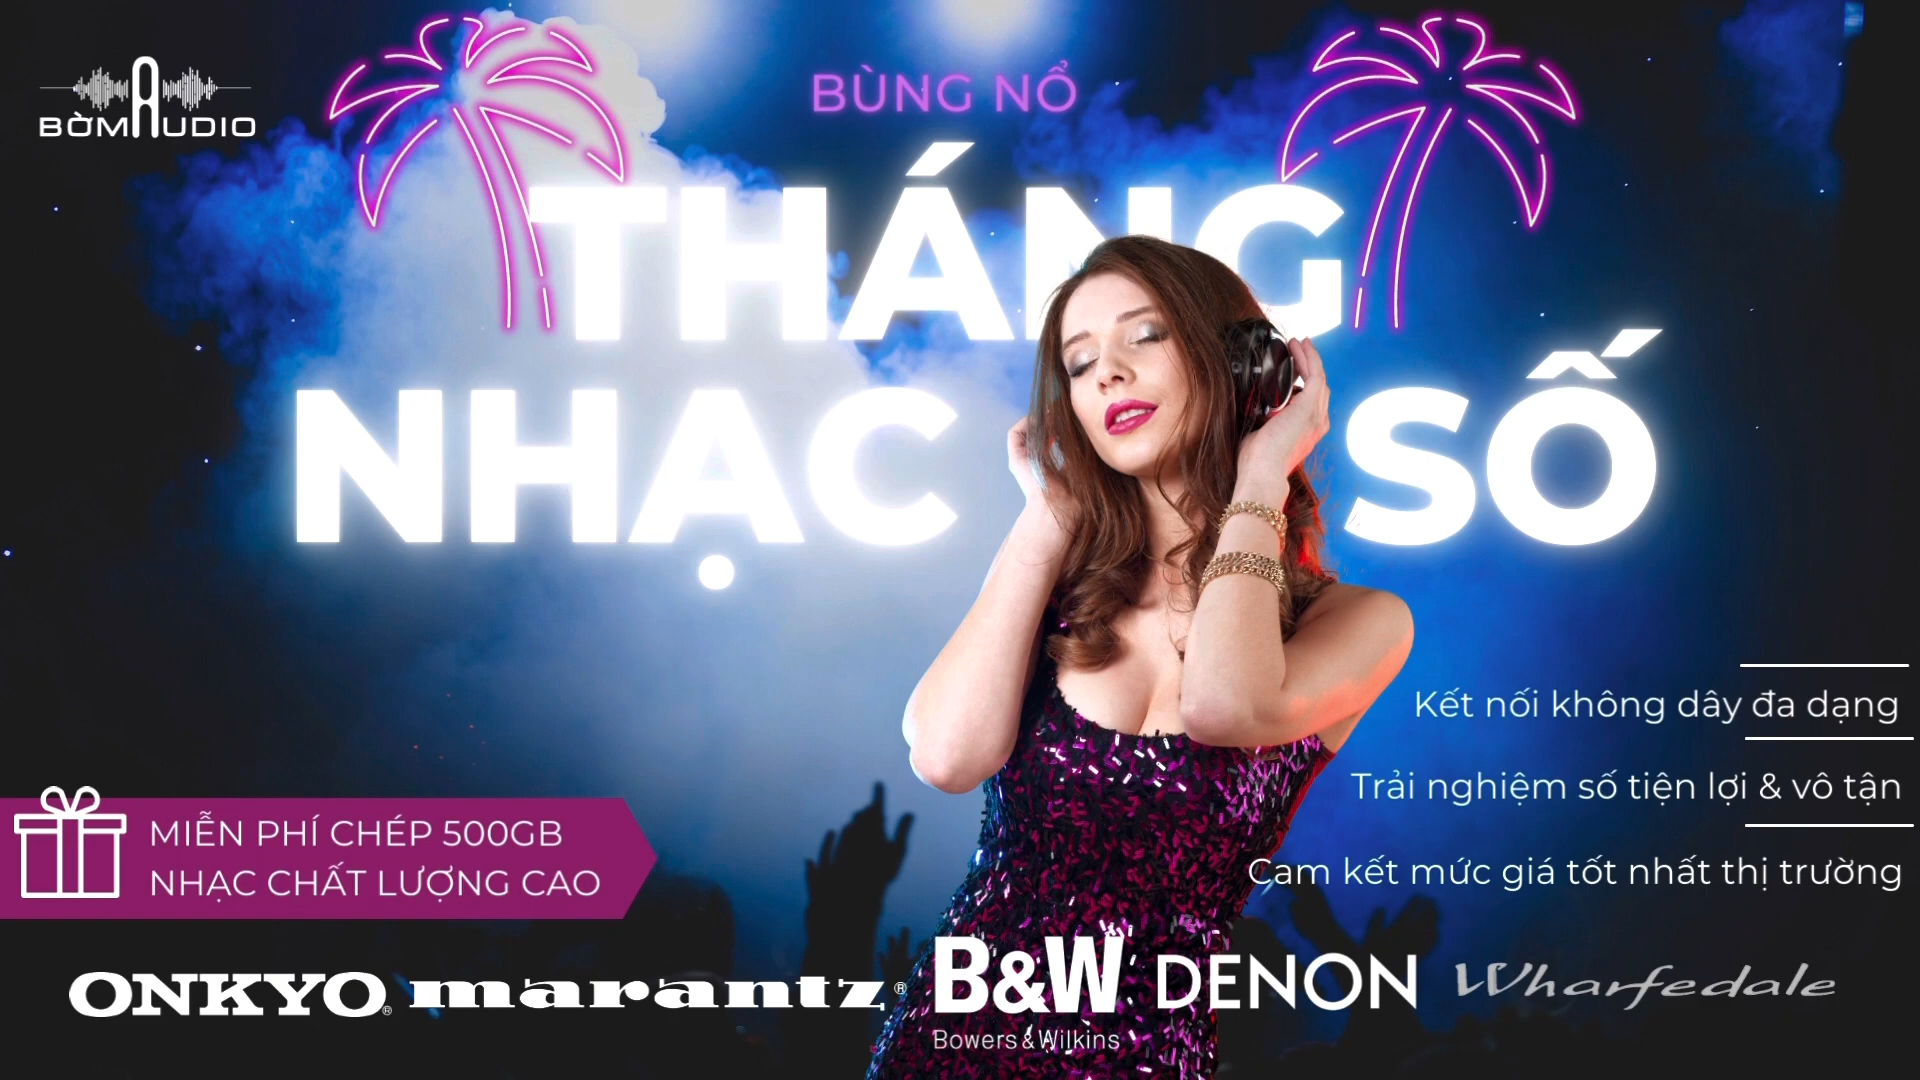 BỜMAUDIO
BÙNG NỔ
THÁNG
NHẠC SỐ
Kết nối không dây đa dạng
Trải nghiệm số tiện lợi & vô tận
Cam kết mức giá tốt nhất thị trường
MIỄN PHÍ CHÉP 500GB
NHẠC CHẤT LƯỢNG CAO
ONKYO® marantz® B&W DENON Wharfedale
Bowers & Wilkins